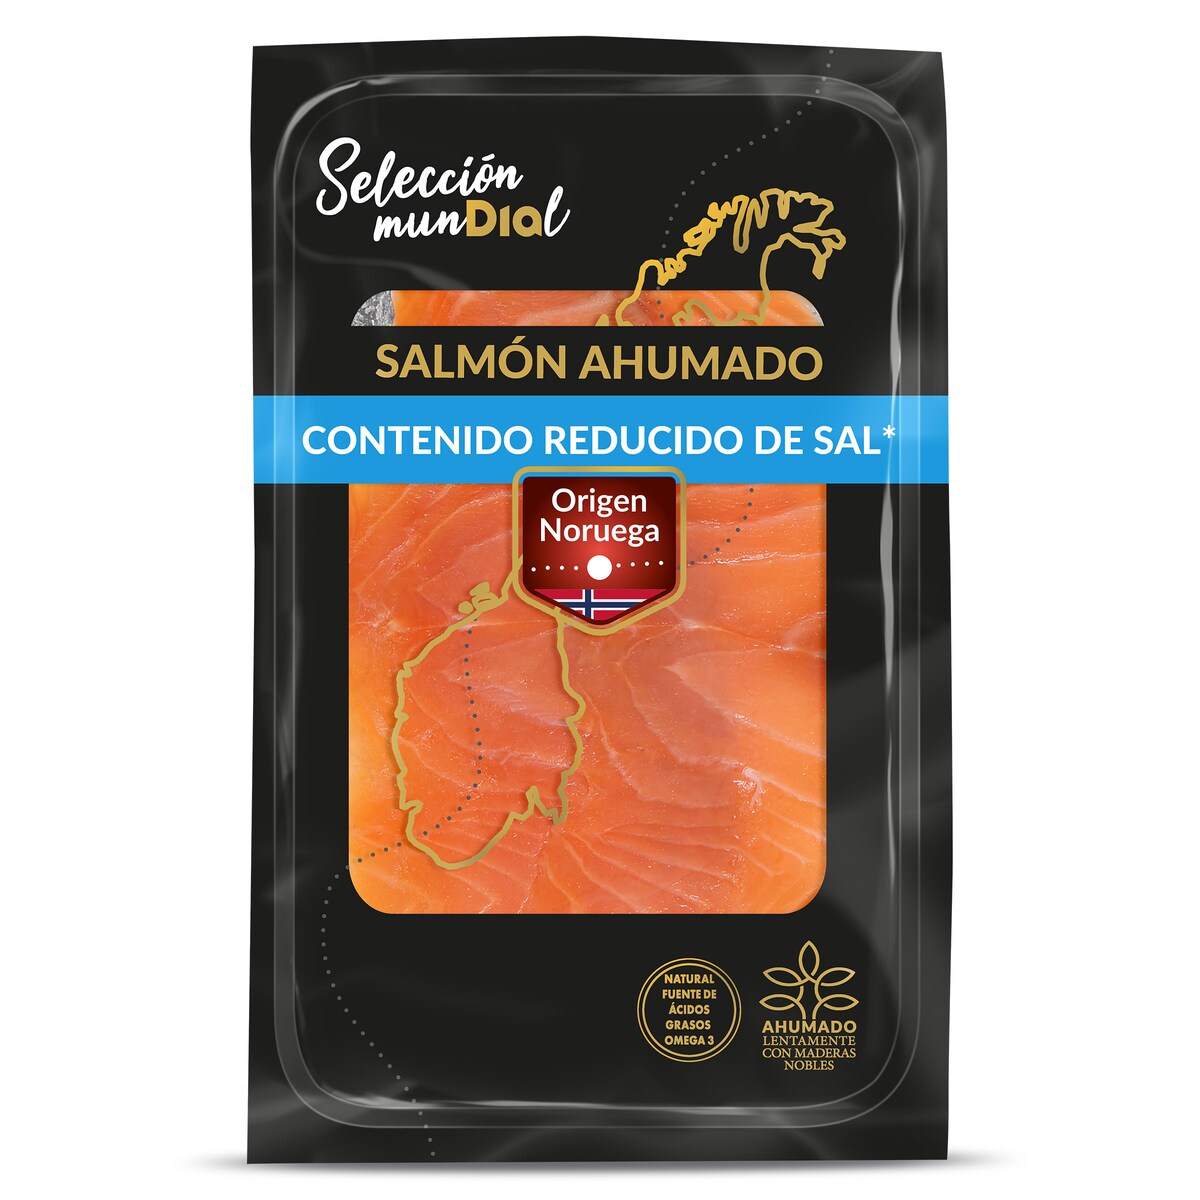 Selección
munDIAl
SALMÓN AHUMADO
CONTENIDO REDUCIDO DE SAL*
Origen
Noruega
NATURAL
FUENTE DE
ÁCIDOS
GRASOS
OMEGA 3
AHUMADO
LENTAMENTE
CON MADERAS
NOBLES